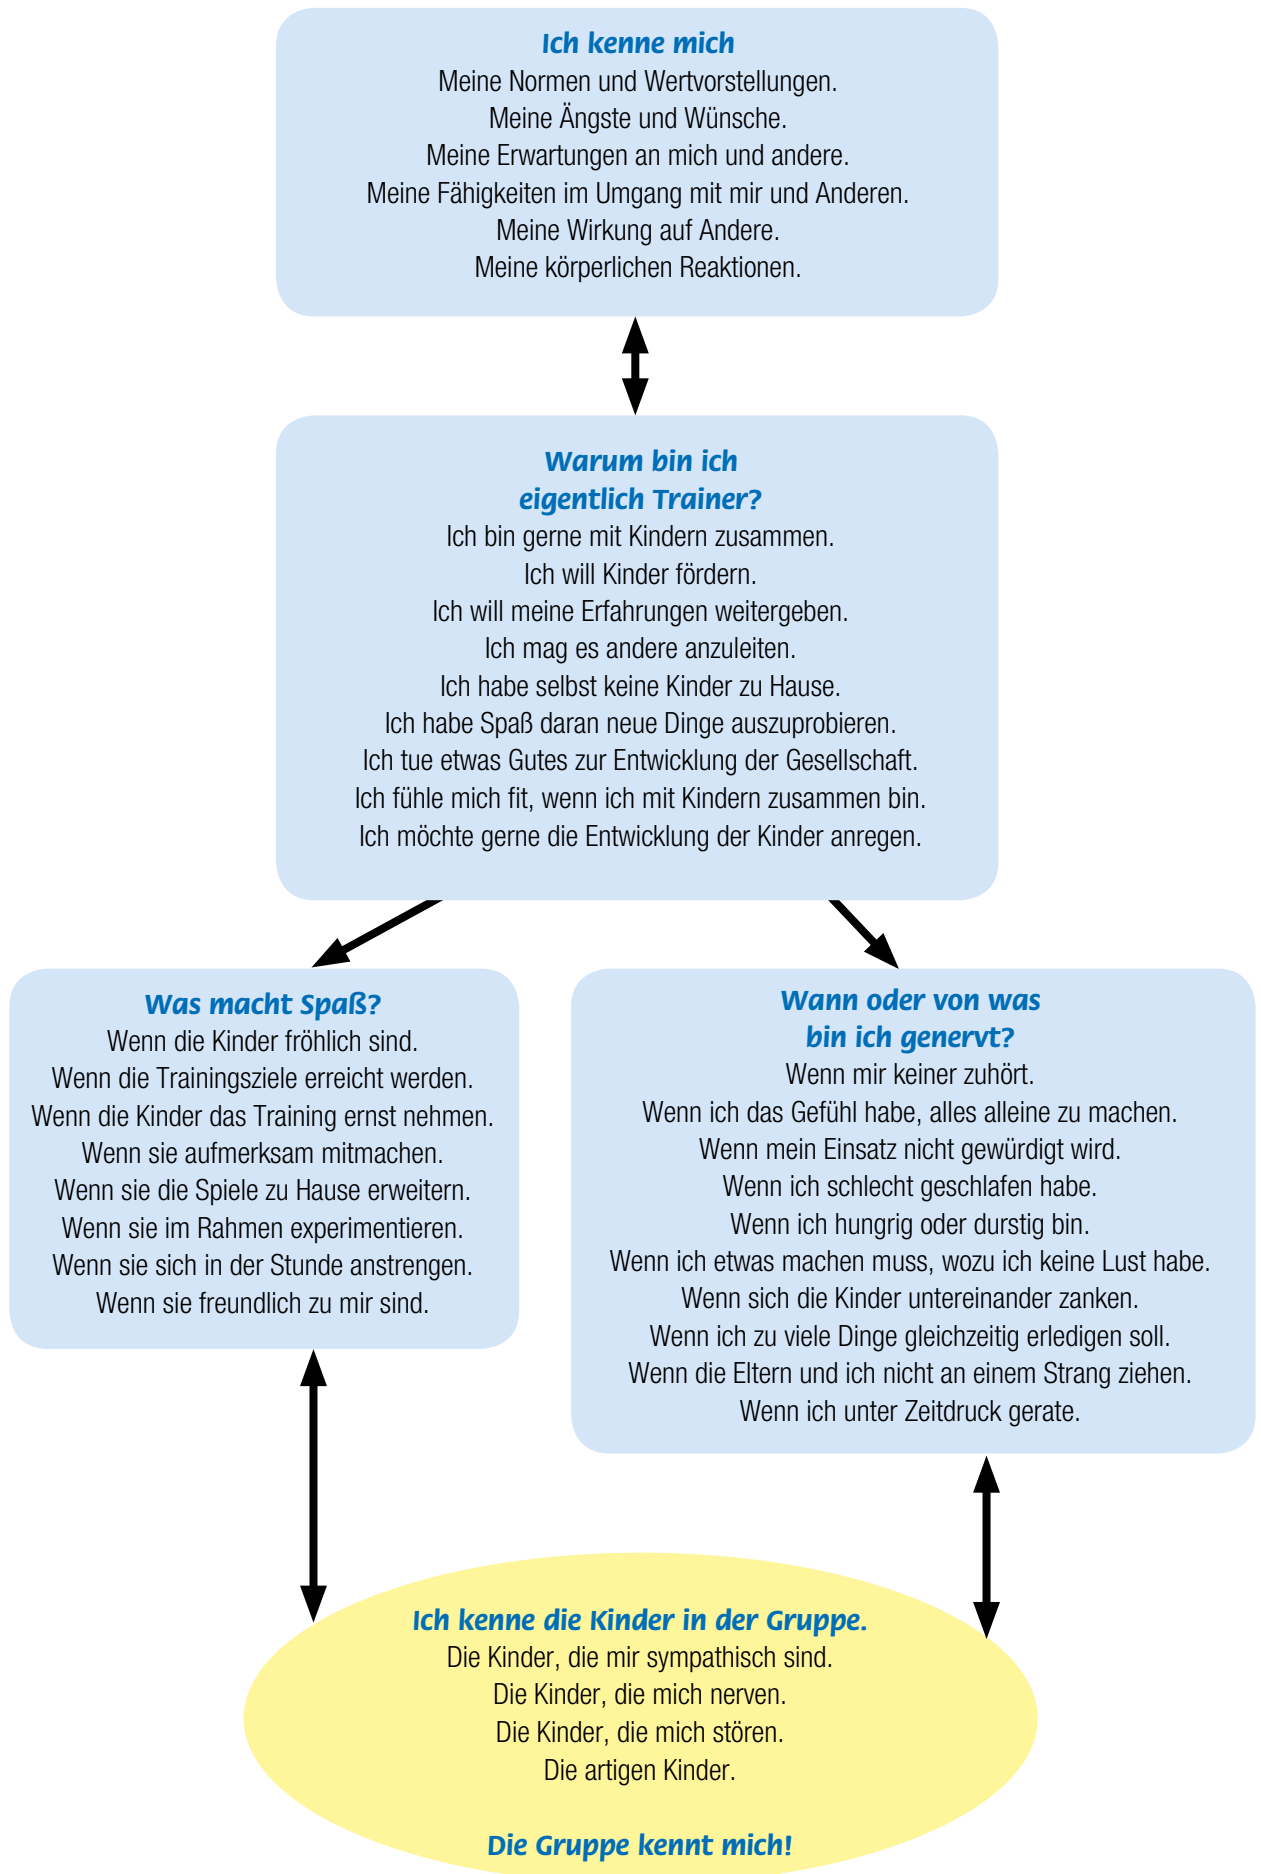 Ich kenne mich
Meine Normen und Wertvorstellungen.
Meine Ängste und Wünsche.
Meine Erwartungen an mich und andere.
Meine Fähigkeiten im Umgang mit mir und Anderen.
Meine Wirkung auf Andere.
Meine körperlichen Reaktionen.
Warum bin ich
eigentlich Trainer?
Ich bin gerne mit Kindern zusammen.
Ich will Kinder fördern.
Ich will meine Erfahrungen weitergeben.
Ich mag es andere anzuleiten.
Ich habe selbst keine Kinder zu Hause.
Ich habe Spaß daran neue Dinge auszuprobieren.
Ich tue etwas Gutes zur Entwicklung der Gesellschaft.
Ich fühle mich fit, wenn ich mit Kindern zusammen bin.
Ich möchte gerne die Entwicklung der Kinder anregen.
Was macht Spaß?
Wenn die Kinder fröhlich sind.
Wenn die Trainingsziele erreicht werden.
Wenn die Kinder das Training ernst nehmen.
Wenn sie aufmerksam mitmachen.
Wenn sie die Spiele zu Hause erweitern.
Wenn sie im Rahmen experimentieren.
Wenn sie sich in der Stunde anstrengen.
Wenn sie freundlich zu mir sind.
Wann oder von was
bin ich genervt?
Wenn mir keiner zuhört.
Wenn ich das Gefühl habe, alles alleine zu machen.
Wenn mein Einsatz nicht gewürdigt wird.
Wenn ich schlecht geschlafen habe.
Wenn ich hungrig oder durstig bin.
Wenn ich etwas machen muss, wozu ich keine Lust habe.
Wenn sich die Kinder untereinander zanken.
Wenn ich zu viele Dinge gleichzeitig erledigen soll.
Wenn die Eltern und ich nicht an einem Strang ziehen.
Wenn ich unter Zeitdruck gerate.
Ich kenne die Kinder in der Gruppe.
Die Kinder, die mir sympathisch sind.
Die Kinder, die mich nerven.
Die Kinder, die mich stören.
Die artigen Kinder.
Die Gruppe kennt mich!